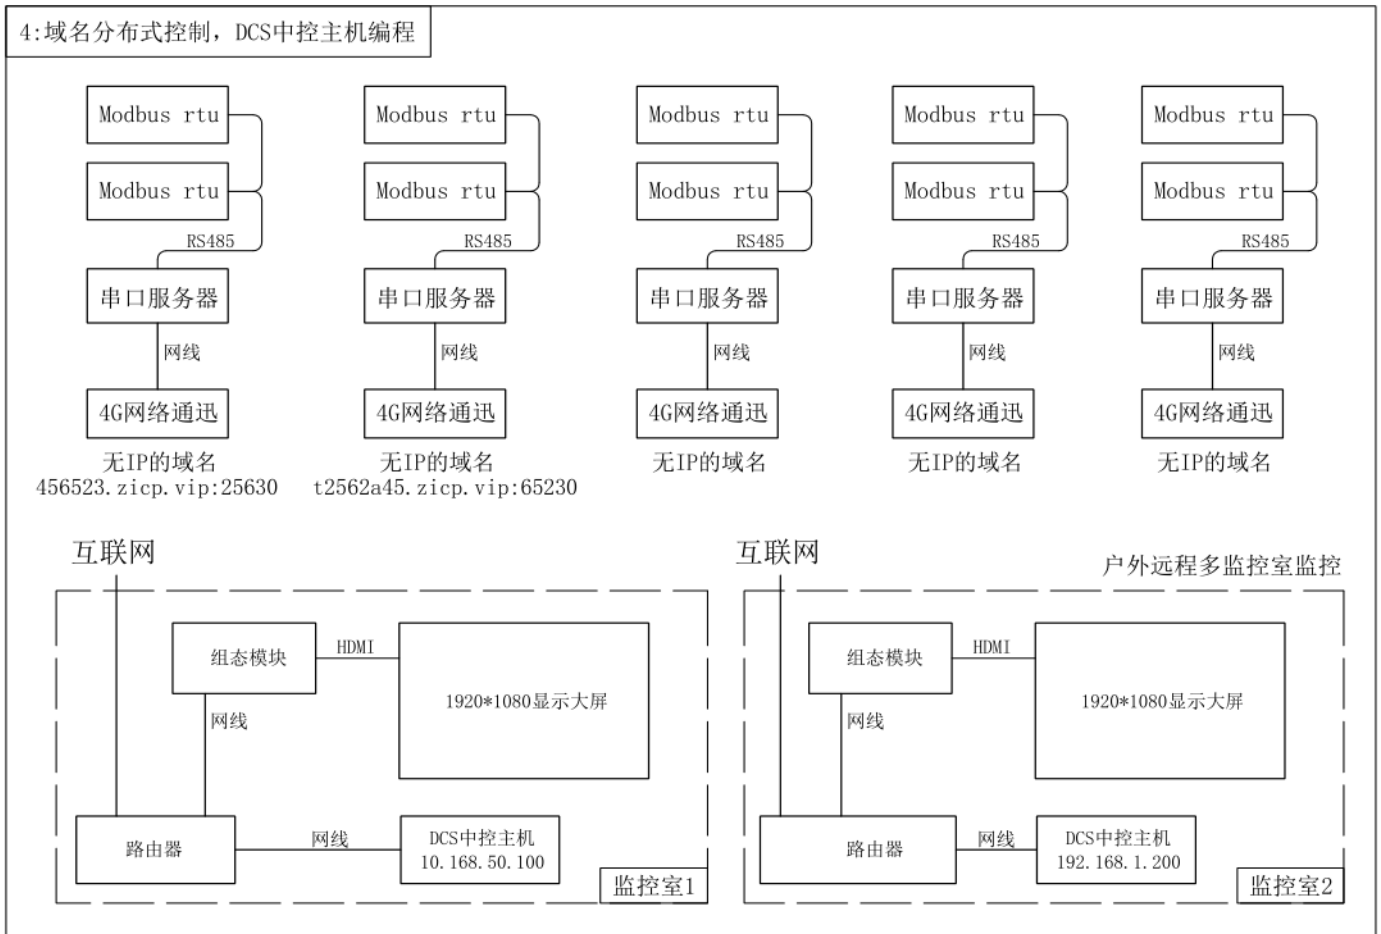 4:域名分布式控制，DCS中控主机编程
Modbus rtu
Modbus rtu
Modbus rtu
Modbus rtu
Modbus rtu
Modbus rtu
Modbus rtu
Modbus rtu
Modbus rtu
Modbus rtu
RS485
RS485
RS485
RS485
RS485
串口服务器
串口服务器
串口服务器
串口服务器
串口服务器
网线
网线
网线
网线
网线
4G网络通迅
4G网络通迅
4G网络通迅
4G网络通迅
4G网络通迅
无IP的域名
456523.zicp.vip:25630
无IP的域名
t2562a45.zicp.vip:65230
无IP的域名
无IP的域名
无IP的域名
互联网
组态模块
HDMI
1920*1080显示大屏
网线
路由器
网线
DCS中控主机
10.168.50.100
监控室1
互联网
户外远程多监控室监控
组态模块
HDMI
1920*1080显示大屏
网线
路由器
网线
DCS中控主机
192.168.1.200
监控室2